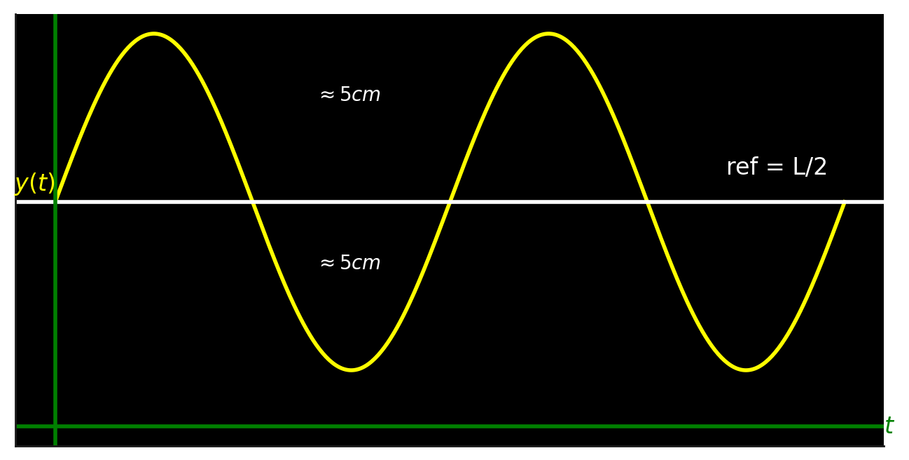 ≈ 5cm
ref = L/2
y(t)
≈ 5cm
t